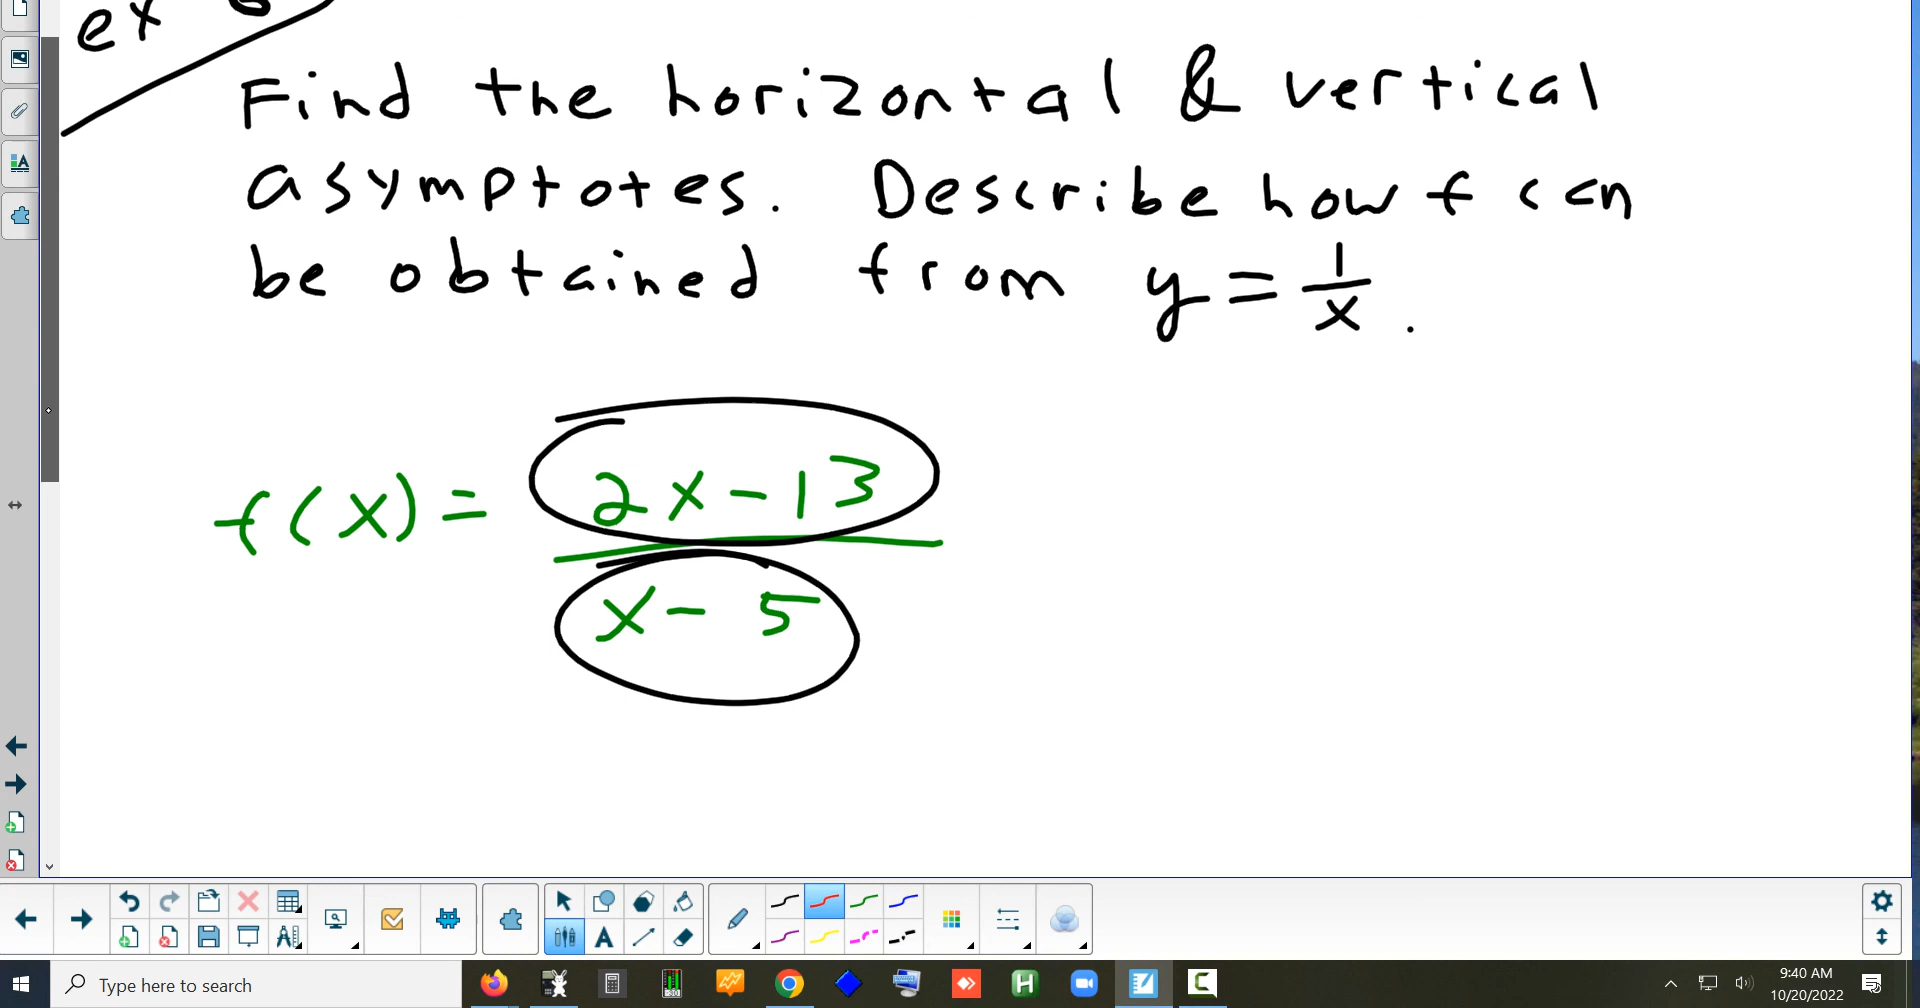 ex
Find the horizontal & vertical
asymptotes. Describe how f can
be obtained from y = 1/x .
f(x) = 2x - 13
x - 5
Type here to search
9:40 AM
10/20/2022